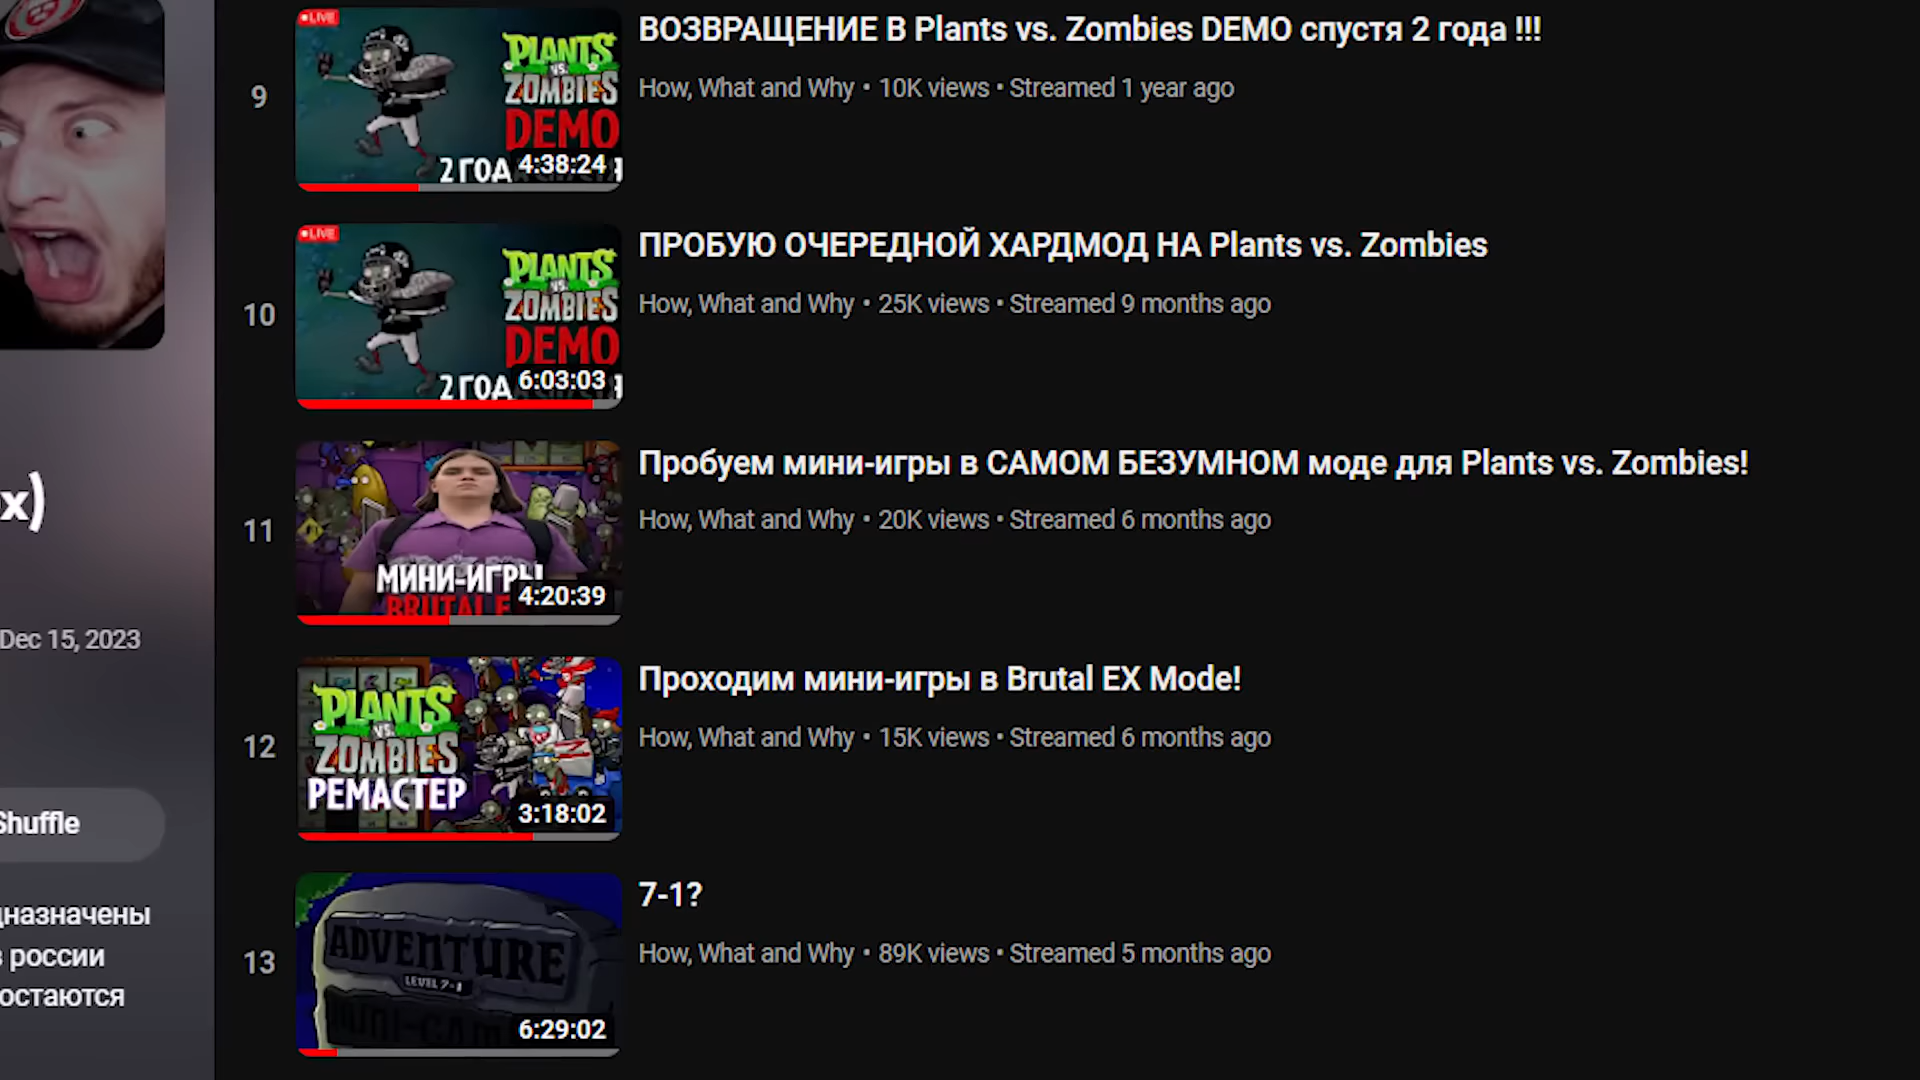 x)
Dec 15, 2023
Shuffle
дназначены
в россии
остаются
9
LIVE
PLANTS
VS.
ZOMBIES
DEMO
2 ГОДА
4:38:24
ВОЗВРАЩЕНИЕ В Plants vs. Zombies DEMO спустя 2 года !!!
How, What and Why • 10K views • Streamed 1 year ago
10
LIVE
PLANTS
VS.
ZOMBIES
DEMO
2 ГОДА
6:03:03
ПРОБУЮ ОЧЕРЕДНОЙ ХАРДМОД НА Plants vs. Zombies
How, What and Why • 25K views • Streamed 9 months ago
11
МИНИ-ИГРЫ
BRUTAL E
4:20:39
Пробуем мини-игры в САМОМ БЕЗУМНОМ моде для Plants vs. Zombies!
How, What and Why • 20K views • Streamed 6 months ago
12
PLANTS
VS.
ZOMBIES
РЕМАСТЕР
3:18:02
Проходим мини-игры в Brutal EX Mode!
How, What and Why • 15K views • Streamed 6 months ago
13
ADVENTURE
LEVEL 7-1
MINI-GAM
6:29:02
7-1?
How, What and Why • 89K views • Streamed 5 months ago